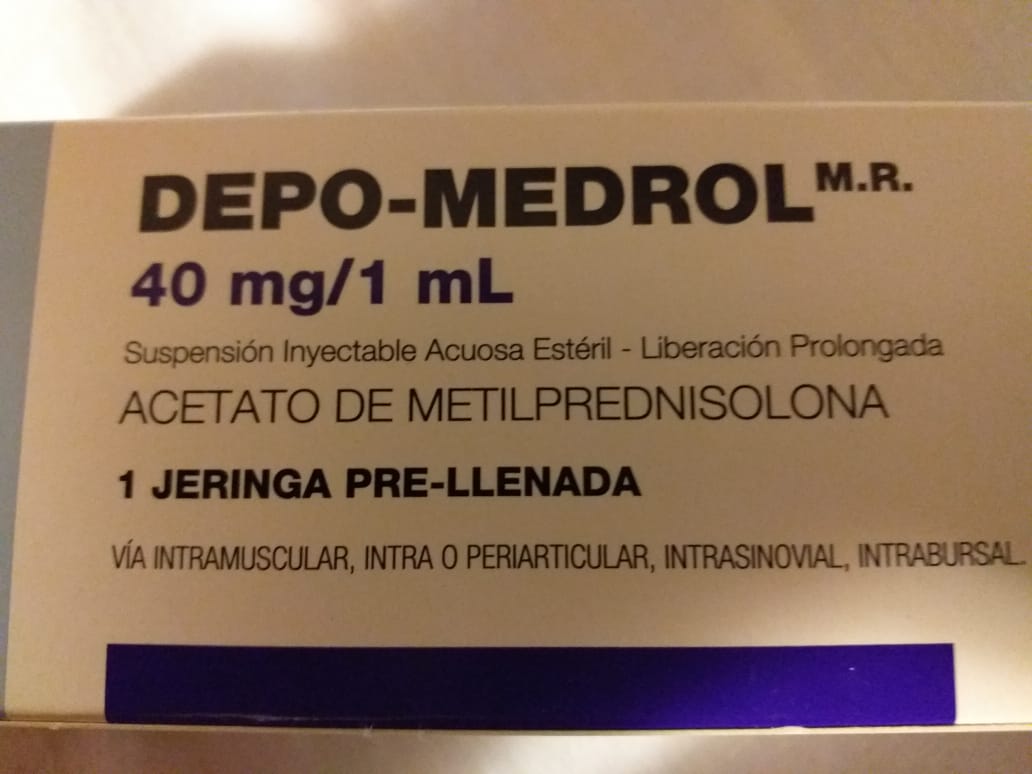 DEPO-MEDROL M.R.
40 mg/1 mL
Suspensión Inyectable Acuosa Estéril - Liberación Prolongada
ACETATO DE METILPREDNISOLONA
1 JERINGA PRE-LLENADA
VÍA INTRAMUSCULAR, INTRA O PERIARTICULAR, INTRASINOVIAL, INTRABURSAL.